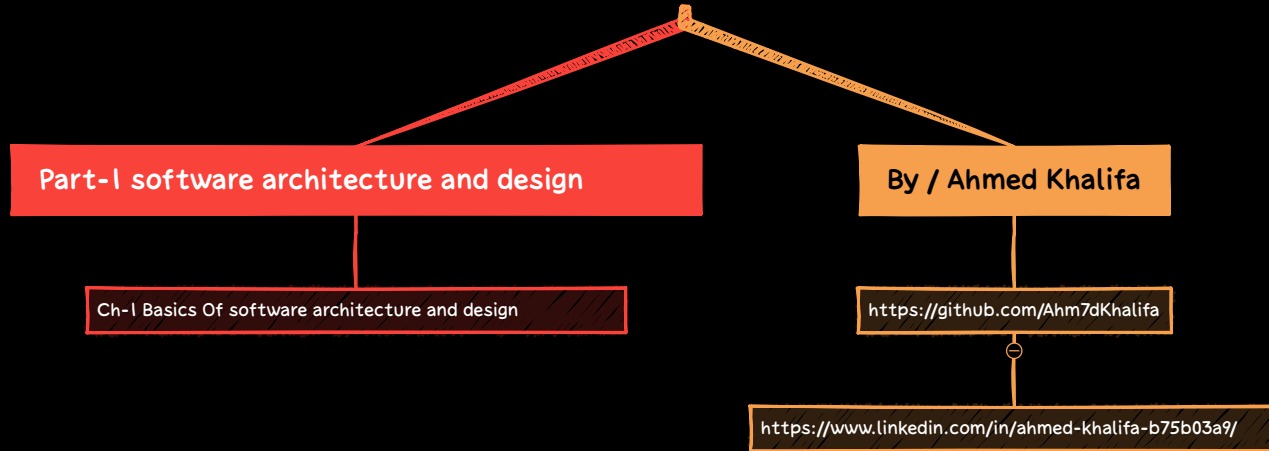 Part-1 software architecture and design
By / Ahmed Khalifa
Ch-1 Basics Of software architecture and design
https://github.com/Ahm7dKhalifa
https://www.linkedin.com/in/ahmed-khalifa-b75b03a9/